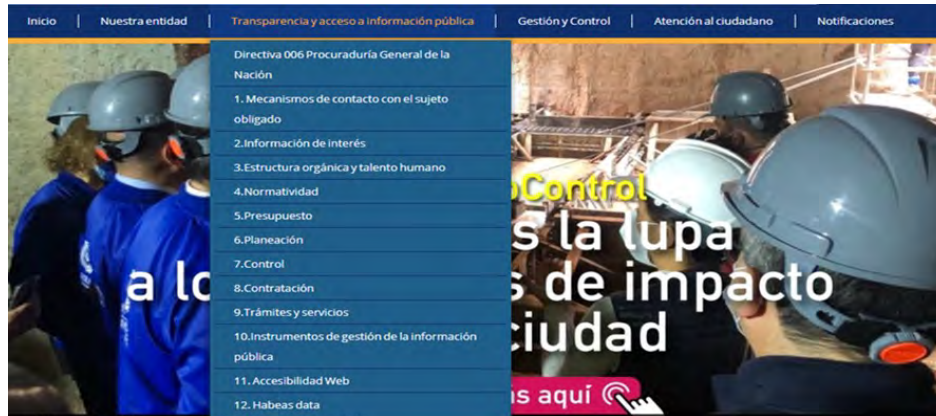 Inicio | Nuestra entidad | Transparencia y acceso a información pública | Gestión y Control | Atención al ciudadano | Notificaciones
Directiva 006 Procuraduría General de la
Nación
1. Mecanismos de contacto con el sujeto
obligado
2.Información de interés
3.Estructura orgánica y talento humano
4.Normatividad
5.Presupuesto
6.Planeación
7.Control
8.Contratación
9.Trámites y servicios
10.Instrumentos de gestión de la información
pública
11. Accesibilidad Web
12. Habeas data
Control
s la lupa
a lo s de impacto
ciudad
s aquí